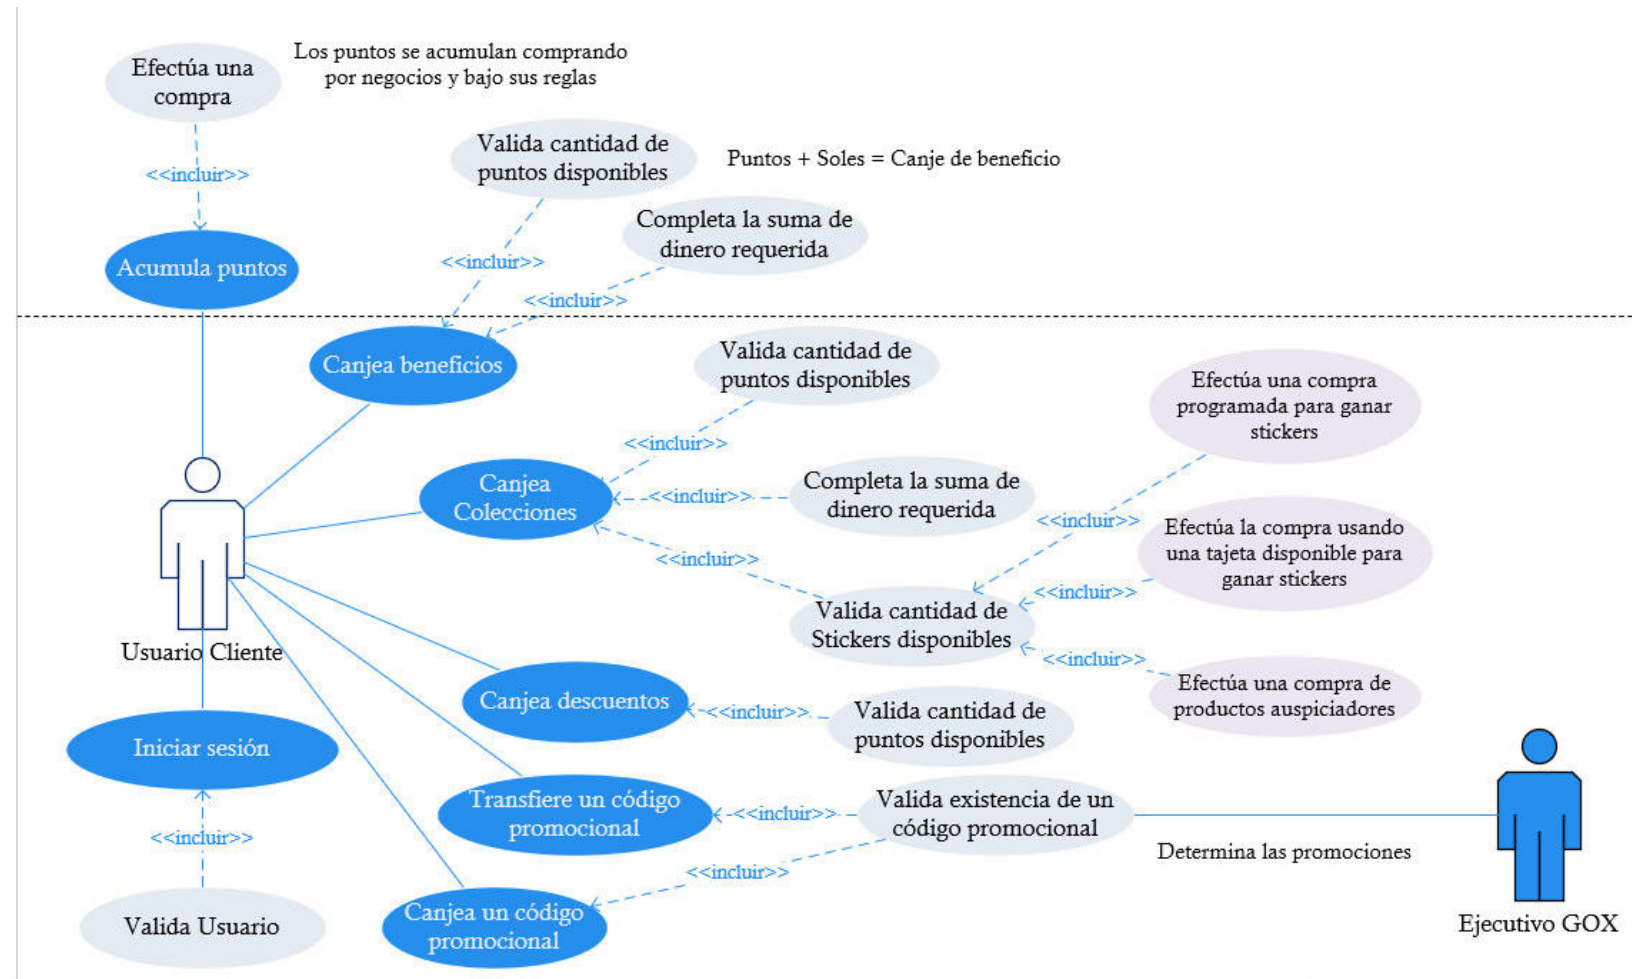 Efectúa una
compra
Los puntos se acumulan comprando
por negocios y bajo sus reglas
<<incluir>>
Valida cantidad de
puntos disponibles
Puntos + Soles = Canje de beneficio
Completa la suma de
dinero requerida
Acumula puntos
<<incluir>>
<<incluir>>
Canjea beneficios
Valida cantidad de
puntos disponibles
Efectúa una compra
programada para ganar
stickers
<<incluir>>
Canjea
Colecciones
<<incluir>>
Completa la suma de
dinero requerida
<<incluir>>
Efectúa la compra usando
una tajeta disponible para
ganar stickers
<<incluir>>
<<incluir>>
Valida cantidad de
Stickers disponibles
Usuario Cliente
<<incluir>>
Efectúa una compra de
productos auspiciadores
Canjea descuentos
<<incluir>>
Valida cantidad de
puntos disponibles
Iniciar sesión
Transfiere un código
promocional
<<incluir>>
Valida existencia de un
código promocional
Determina las promociones
<<incluir>>
<<incluir>>
Valida Usuario
Canjea un código
promocional
Ejecutivo GOX